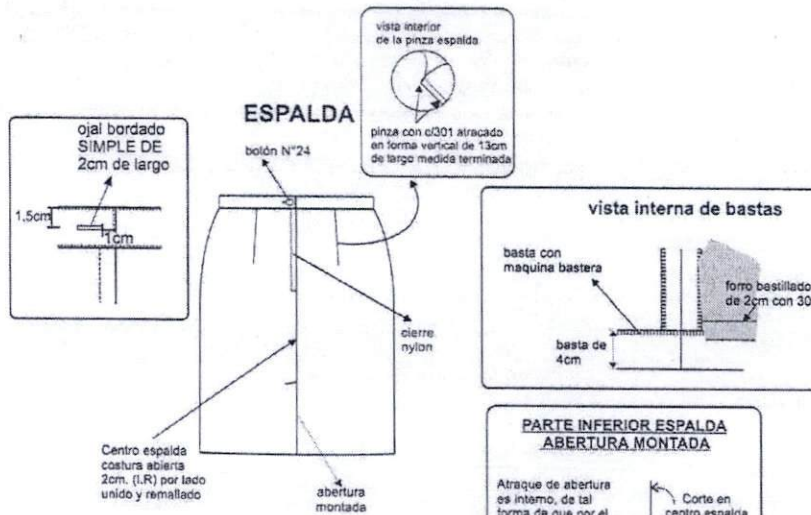 vista interior
de la pinza espalda
pinza con c/301 atracado
en forma vertical de 13cm
de largo medida terminada
ESPALDA
botón N°24
ojal bordado
SIMPLE DE
2cm de largo
1,5cm
1cm
cierre
nylon
Centro espalda
costura abierta
2cm. (I.R) por lado
unido y remallado
abertura
montada
vista interna de bastas
basta con
maquina bastera
forro bastillado
de 2cm con 30
basta de
4cm
PARTE INFERIOR ESPALDA
ABERTURA MONTADA
Atraque de abertura
es interno, de tal
forma de que por el
Corte en
centro espalda